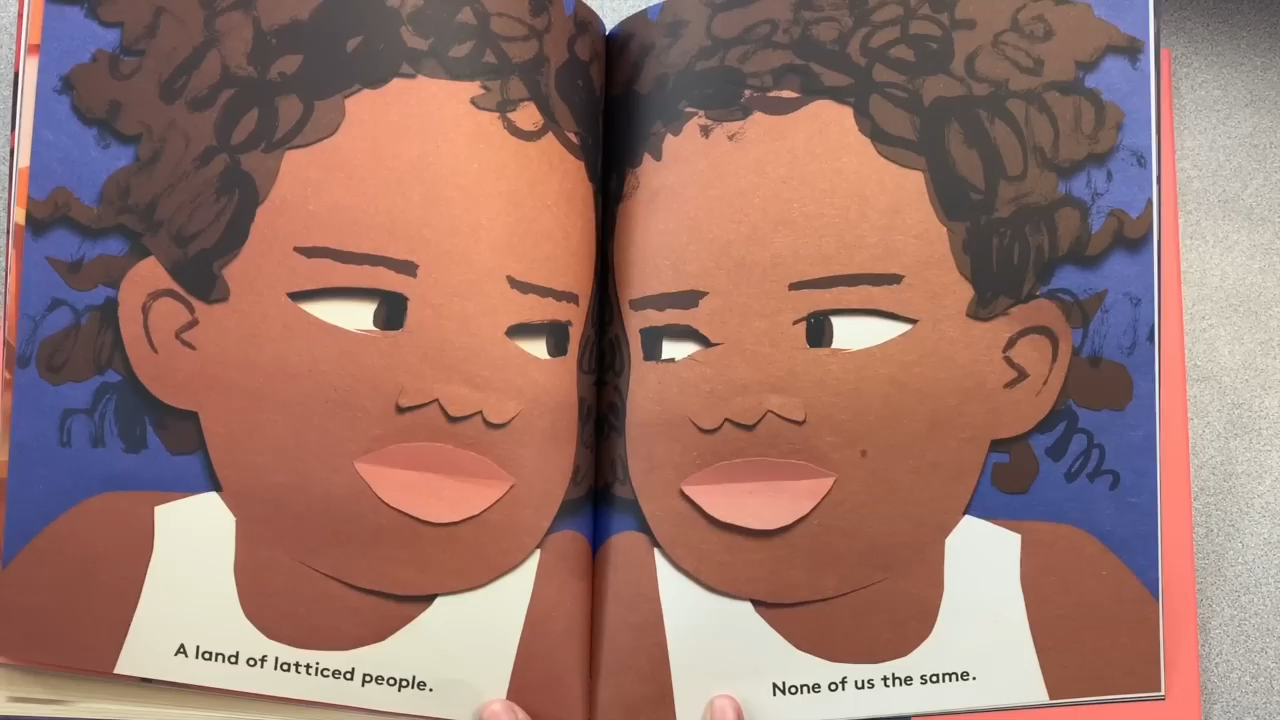 A land of latticed people.
None of us the same.